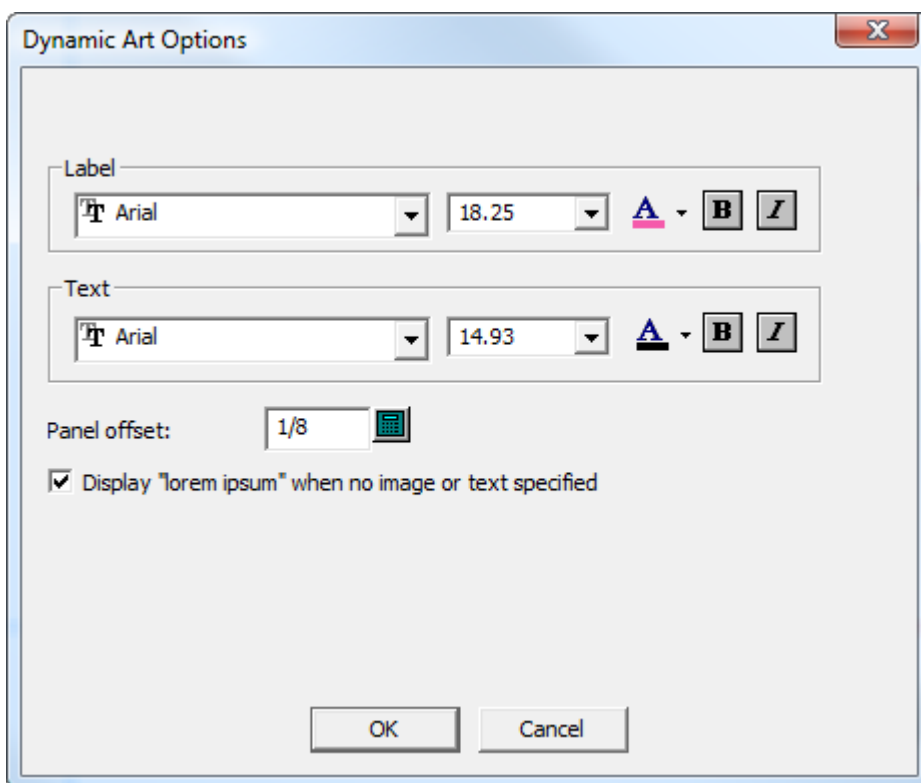 Dynamic Art Options
Label
Arial 18.25 A B I
Text
Arial 14.93 A B I
Panel offset: 1/8
Display "lorem ipsum" when no image or text specified
OK Cancel